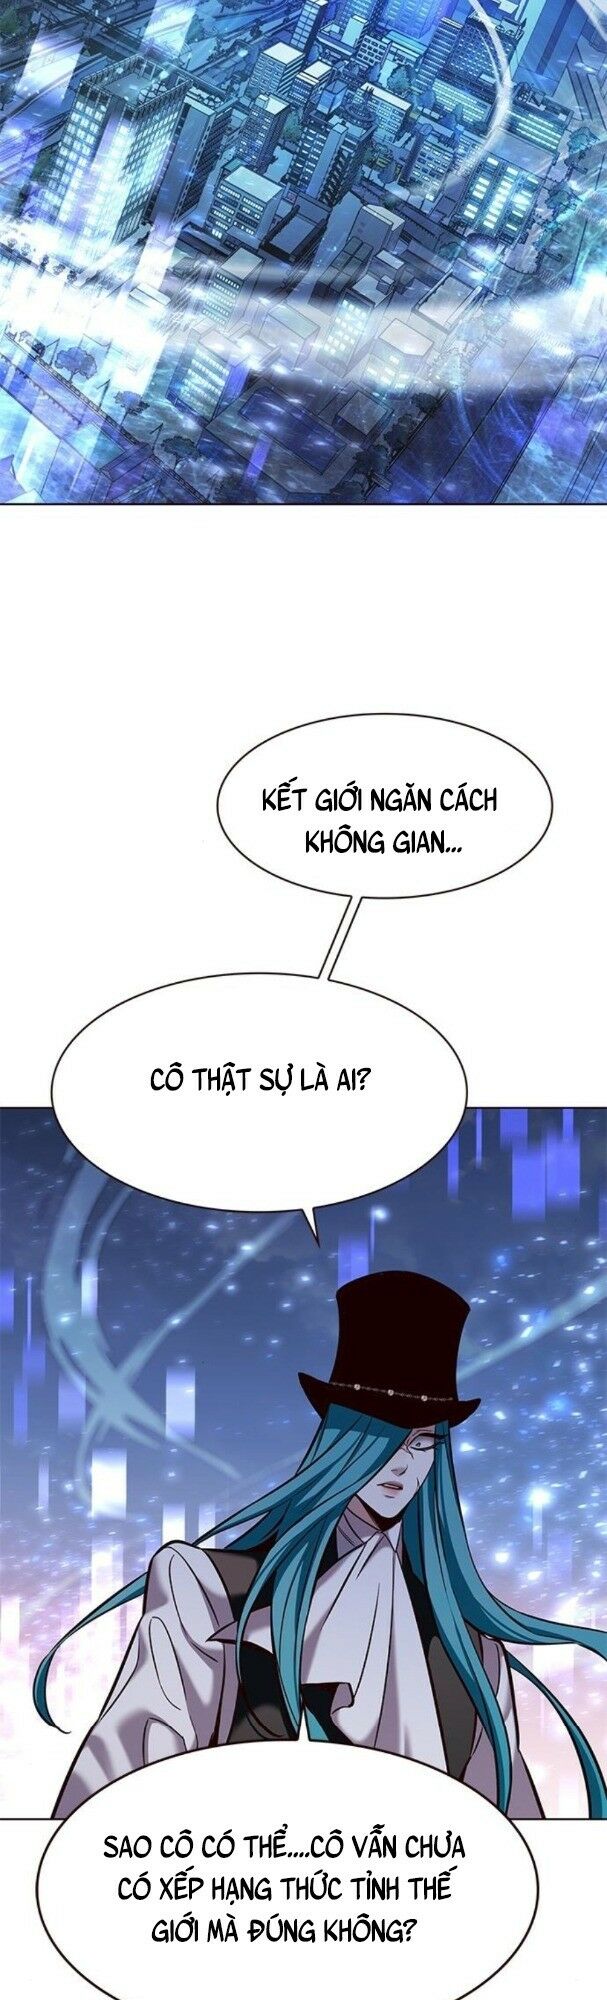 KẾT GIỚI NGĂN CÁCH
KHÔNG GIAN...
CÔ THẬT SỰ LÀ AI?
SAO CÔ CÓ THỂ....CÔ VẪN CHƯA
CÓ XẾP HẠNG THỨC TỈNH THẾ
GIỚI MÀ ĐÚNG KHÔNG?